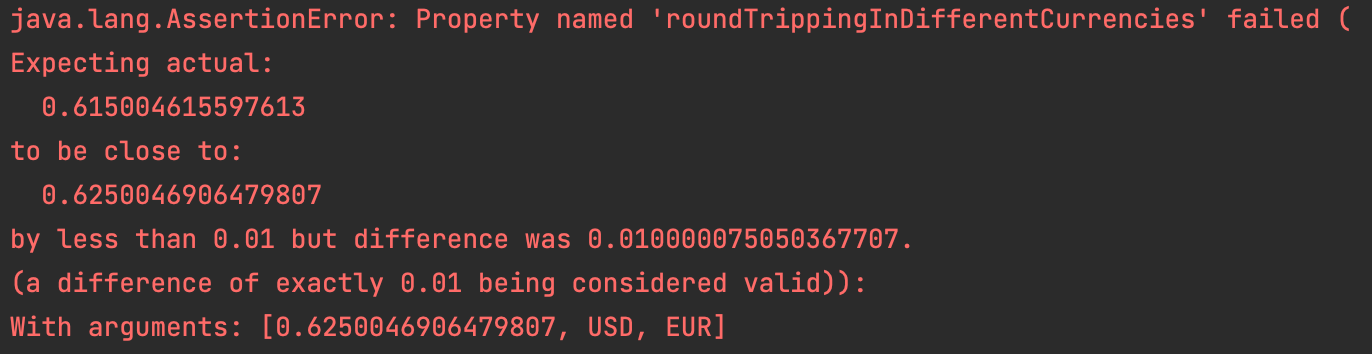 java.lang.AssertionError: Property named 'roundTrippingInDifferentCurrencies' failed (
Expecting actual:
  0.615004615597613
to be close to:
  0.6250046906479807
by less than 0.01 but difference was 0.010000075050367707.
(a difference of exactly 0.01 being considered valid)):
With arguments: [0.6250046906479807, USD, EUR]